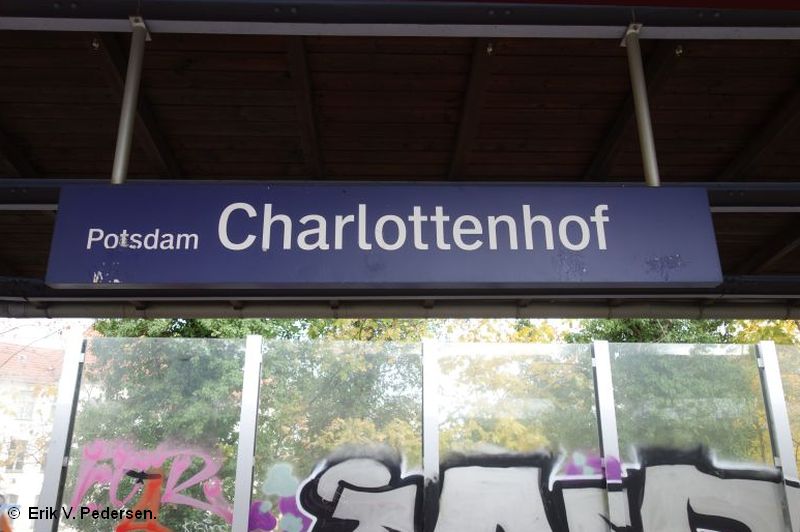 Potsdam Charlottenhof
© Erik V. Pedersen.